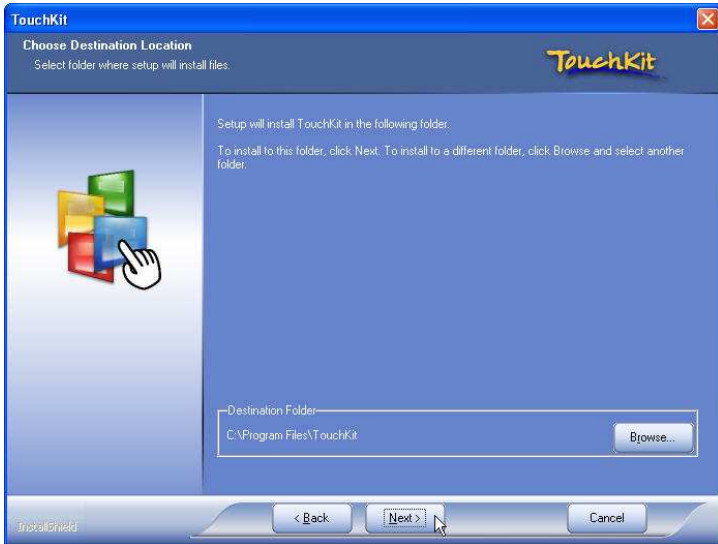 TouchKit
Choose Destination Location
Select folder where setup will install files.
TouchKit
Setup will install TouchKit in the following folder.
To install to this folder, click Next. To install to a different folder, click Browse and select another
folder.
Destination Folder
C:\Program Files\TouchKit
Browse...
InstallShield
< Back
Next >
Cancel